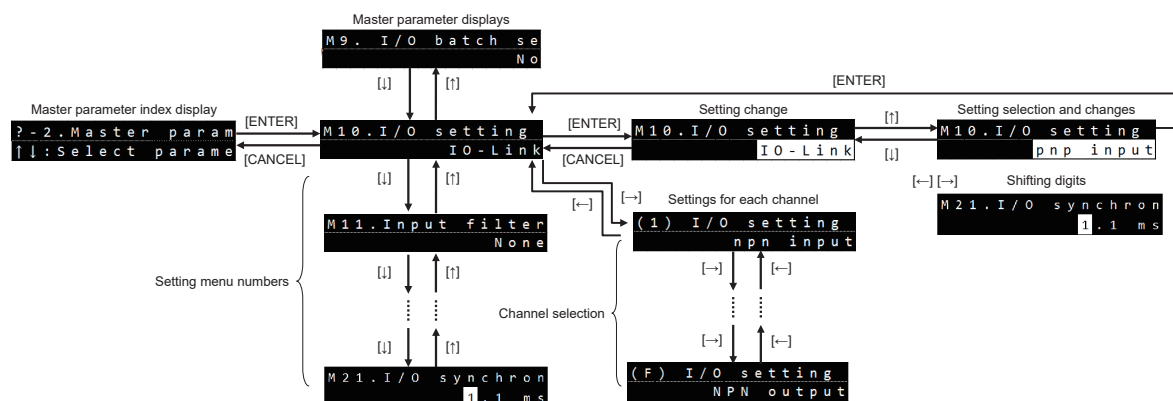 Master parameter displays
M9. I/O batch se
No
[↓]
[↑]
[ENTER]
Master parameter index display
?-2.Master param
↑↓:Select parame
[ENTER]
[CANCEL]
M10.I/O setting
IO-Link
[ENTER]
[CANCEL]
Setting change
M10.I/O setting
IO-Link
[↑]
[↓]
Setting selection and changes
M10.I/O setting
pnp input
[↓]
[↑]
[←]
[→]
[←] [→]
Shifting digits
M21.I/O synchron
1.1 ms
Settings for each channel
(1) I/O setting
npn input
M11.Input filter
None
Setting menu numbers
[↓]
[↑]
[→]
[←]
Channel selection
[↓]
[↑]
[→]
[←]
M21.I/O synchron
1.1 ms
(F) I/O setting
NPN output